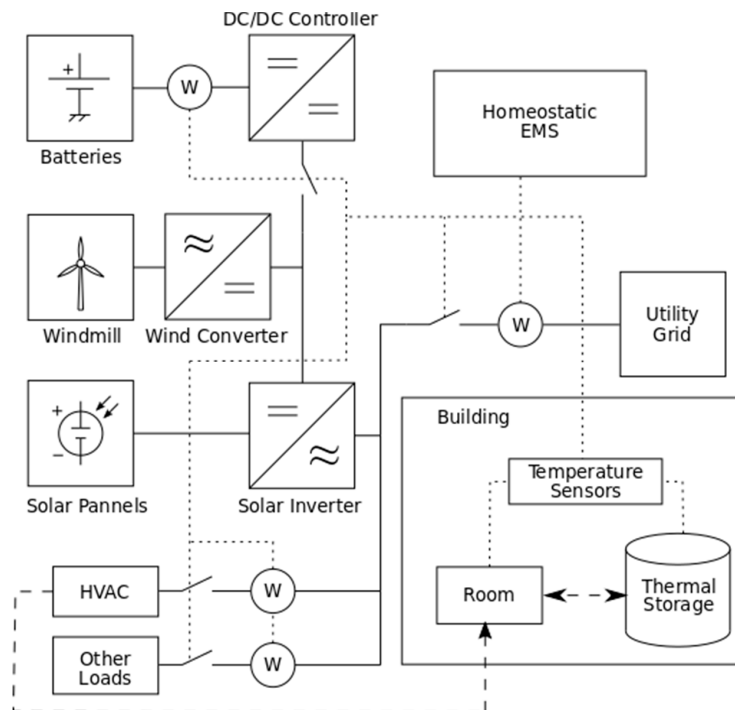 DC/DC Controller
W
Batteries
Homeostatic
EMS
Windmill
Wind Converter
W
Utility
Grid
Building
Solar Pannels
Solar Inverter
Temperature
Sensors
HVAC
W
Room
Thermal
Storage
Other
Loads
W